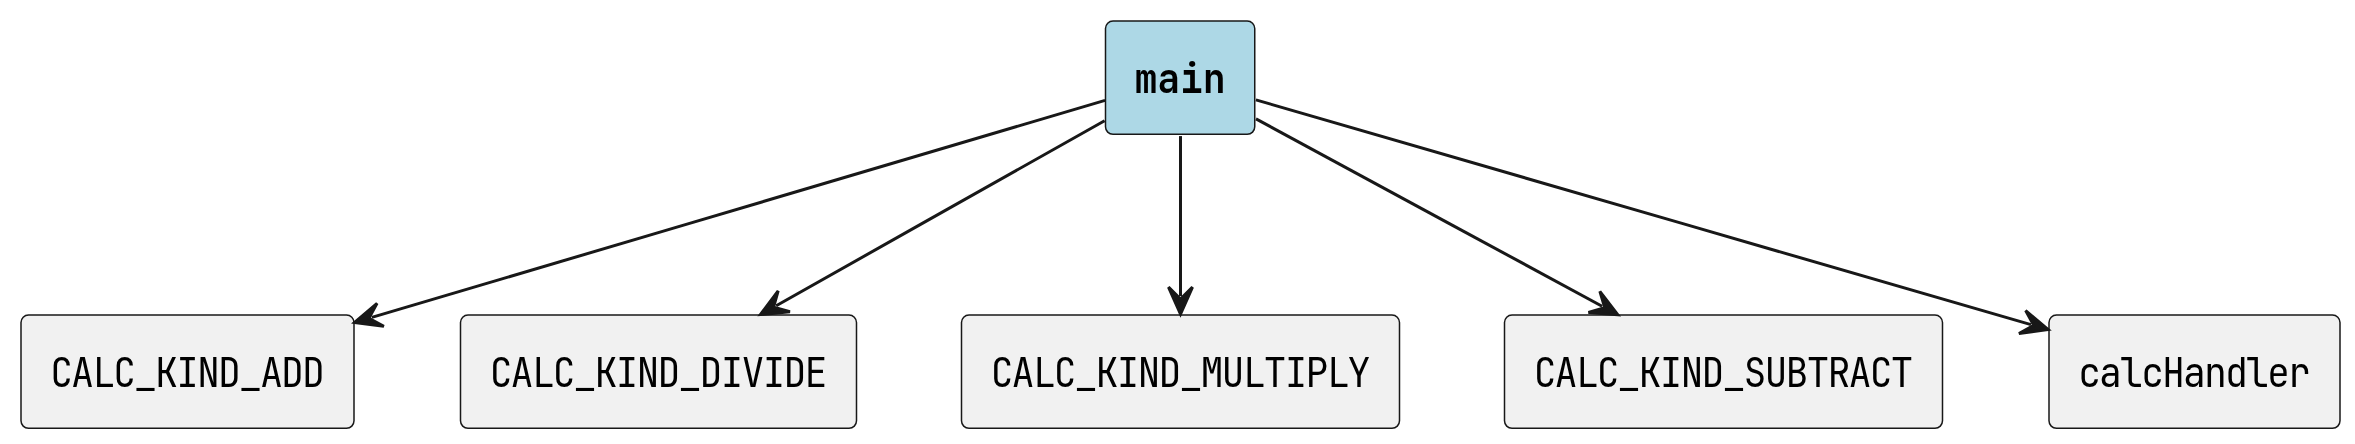 main
CALC_KIND_ADD
CALC_KIND_DIVIDE
CALC_KIND_MULTIPLY
CALC_KIND_SUBTRACT
calcHandler